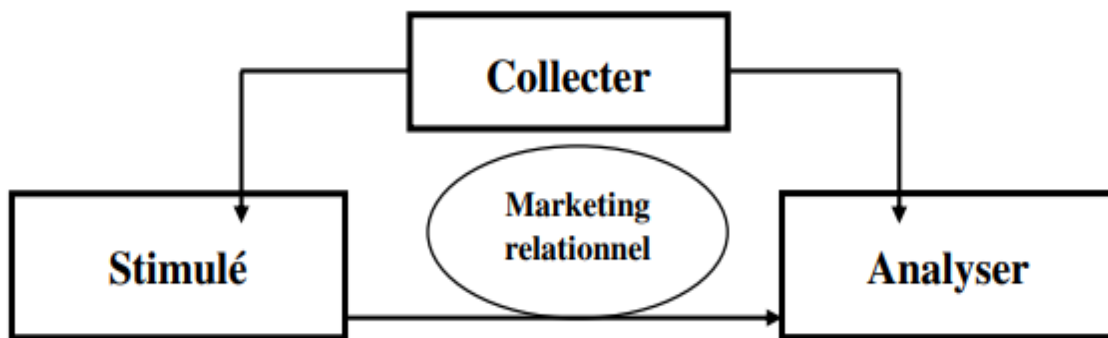 Collecter
Marketing
relationnel
Stimulé
Analyser